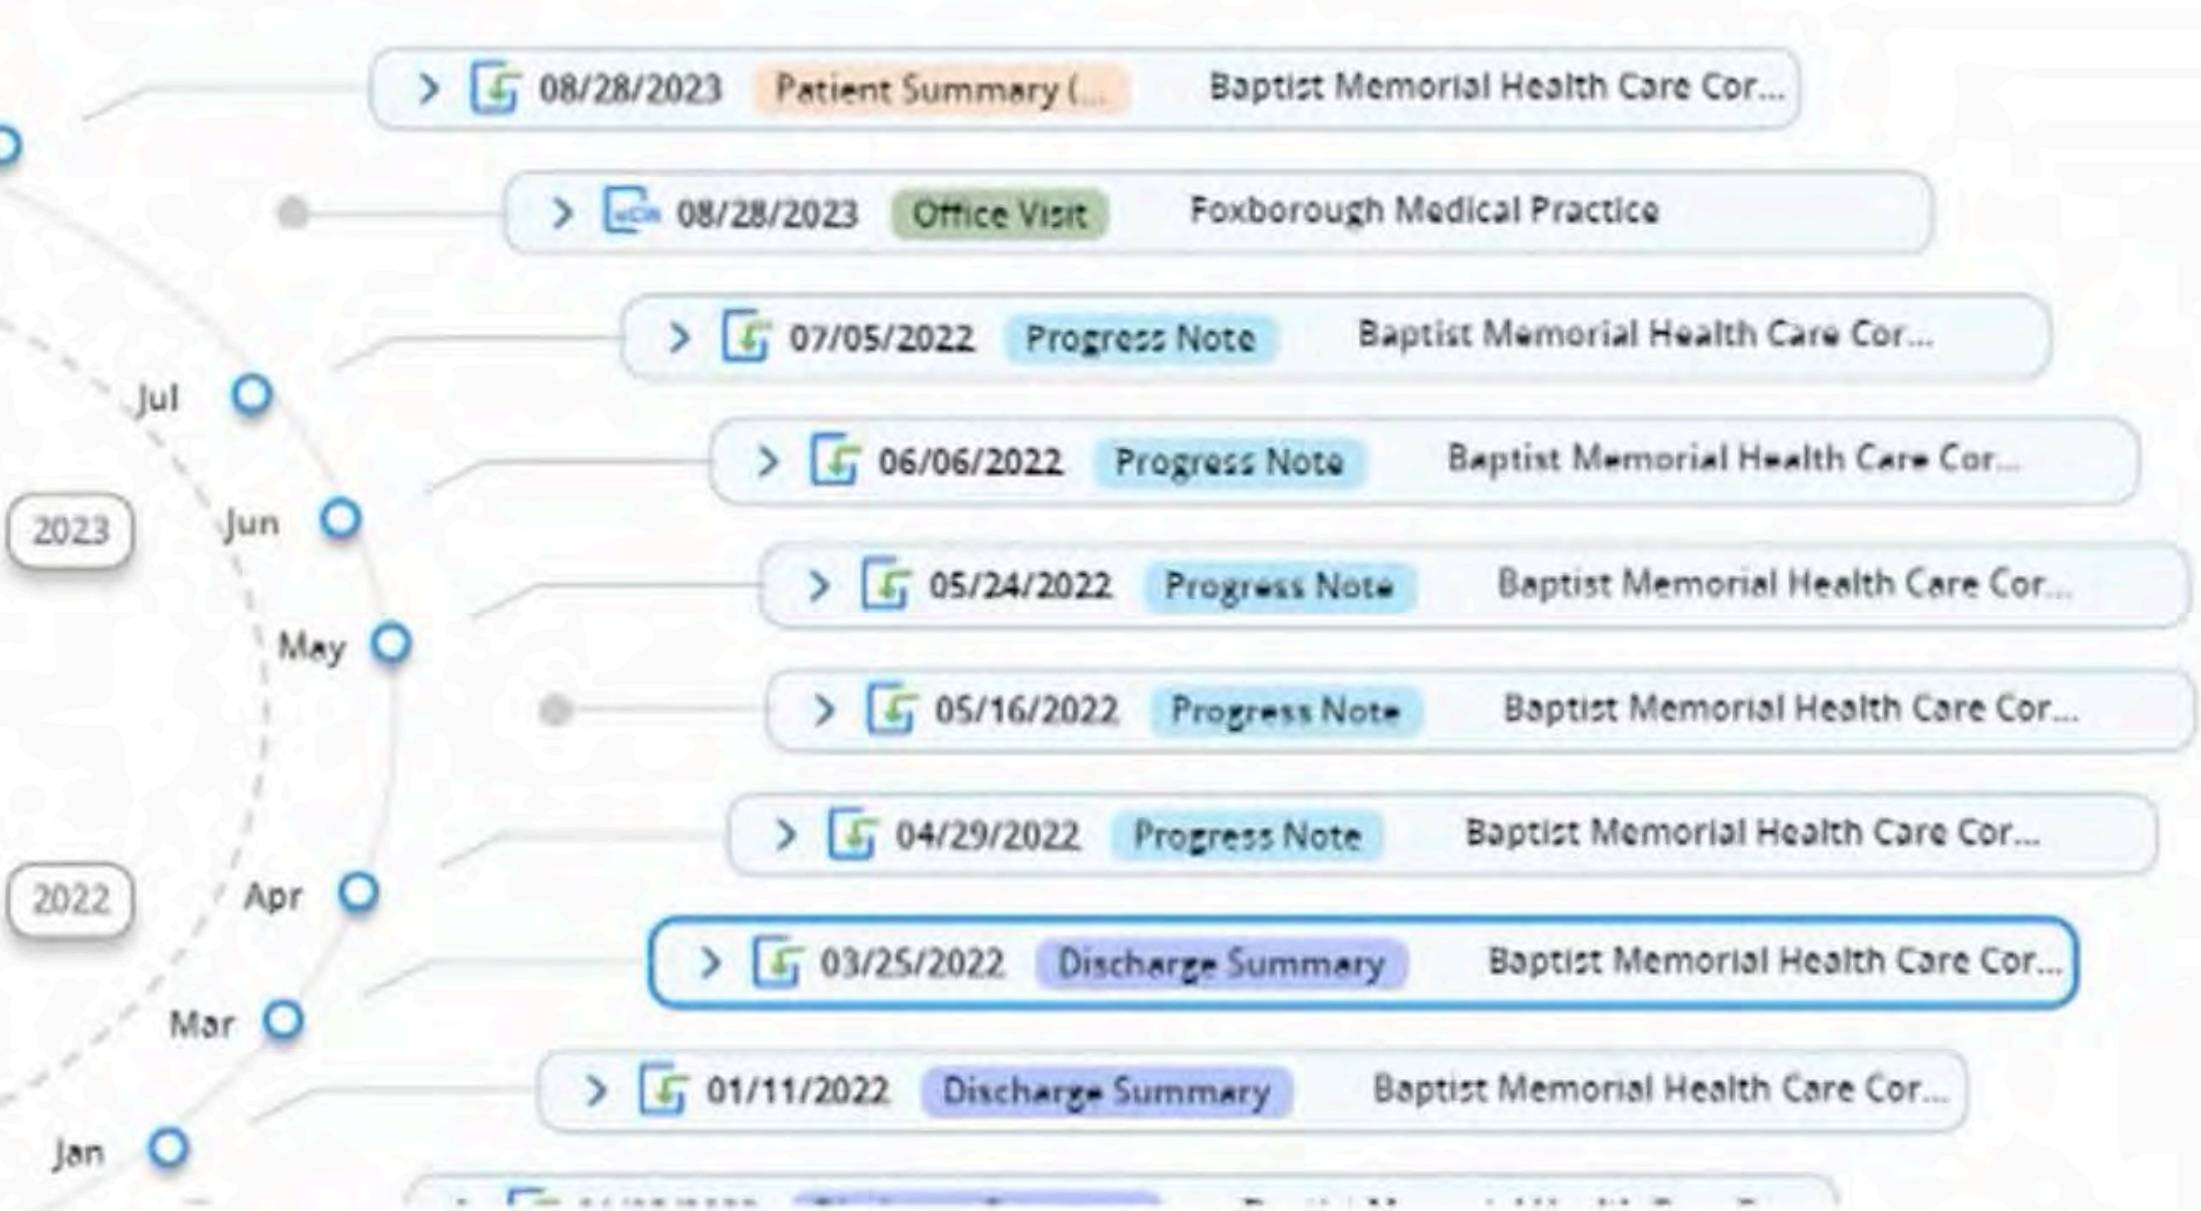 08/28/2023 Patient Summary (... Baptist Memorial Health Care Cor...
08/28/2023 Office Visit Foxborough Medical Practice
07/05/2022 Progress Note Baptist Memorial Health Care Cor...
Jul
06/06/2022 Progress Note Baptist Memorial Health Care Cor...
2023
Jun
05/24/2022 Progress Note Baptist Memorial Health Care Cor...
May
05/16/2022 Progress Note Baptist Memorial Health Care Cor...
04/29/2022 Progress Note Baptist Memorial Health Care Cor...
2022
Apr
03/25/2022 Discharge Summary Baptist Memorial Health Care Cor...
Mar
01/11/2022 Discharge Summary Baptist Memorial Health Care Cor...
Jan